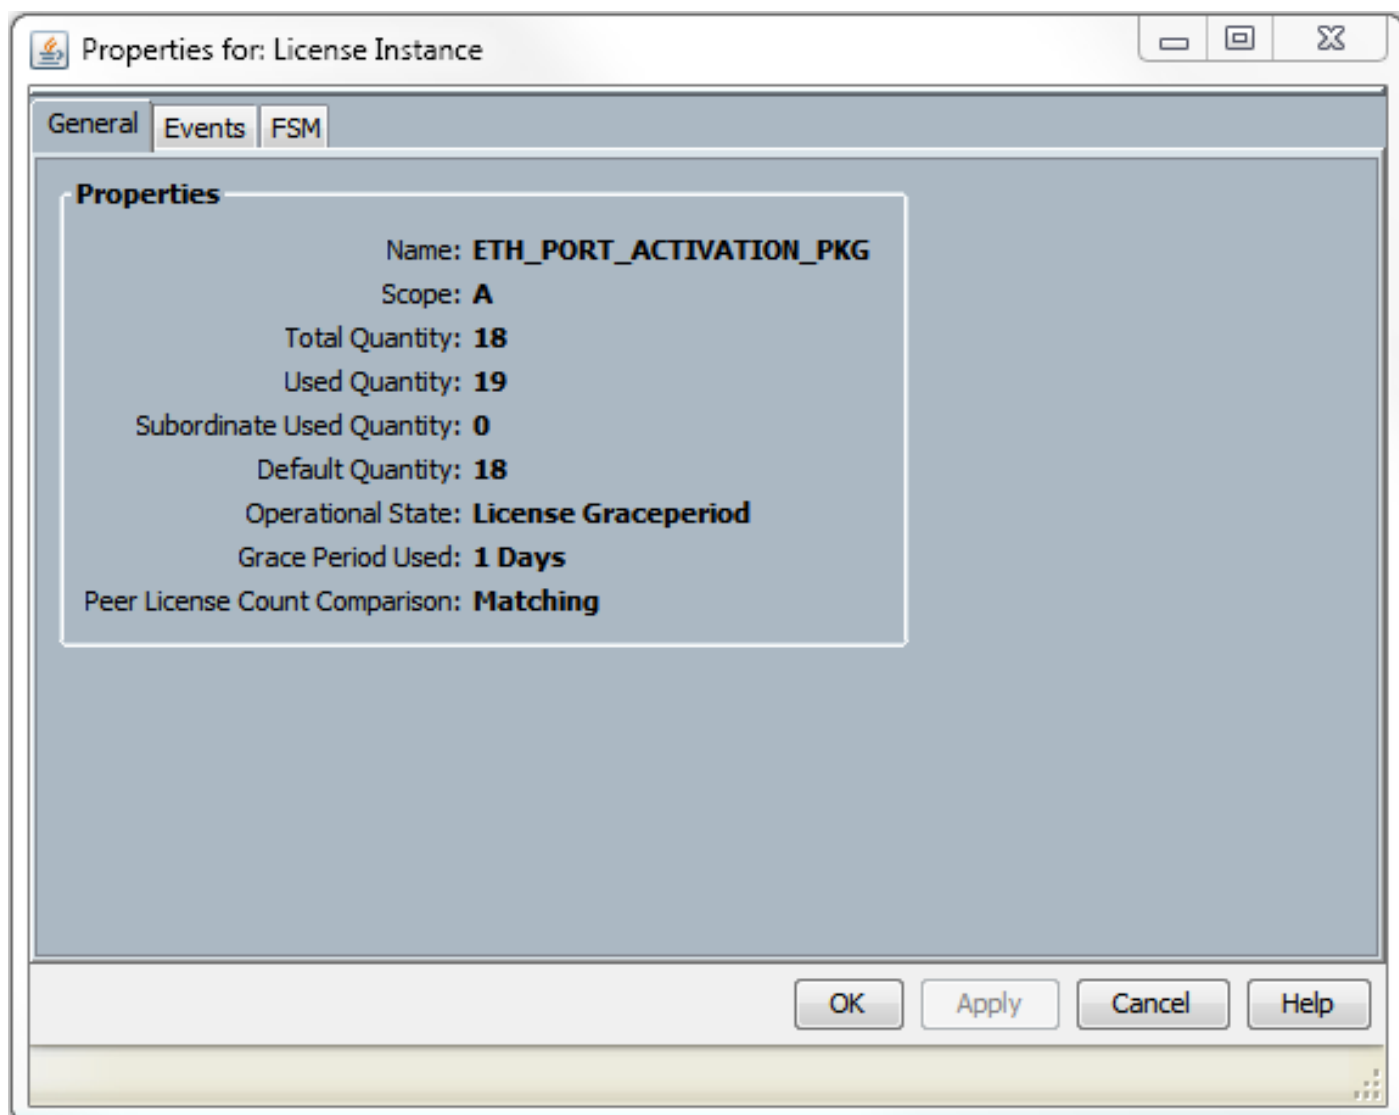 Properties for: License Instance
General Events FSM
Properties
Name: ETH_PORT_ACTIVATION_PKG
Scope: A
Total Quantity: 18
Used Quantity: 19
Subordinate Used Quantity: 0
Default Quantity: 18
Operational State: License Graceperiod
Grace Period Used: 1 Days
Peer License Count Comparison: Matching
OK Apply Cancel Help